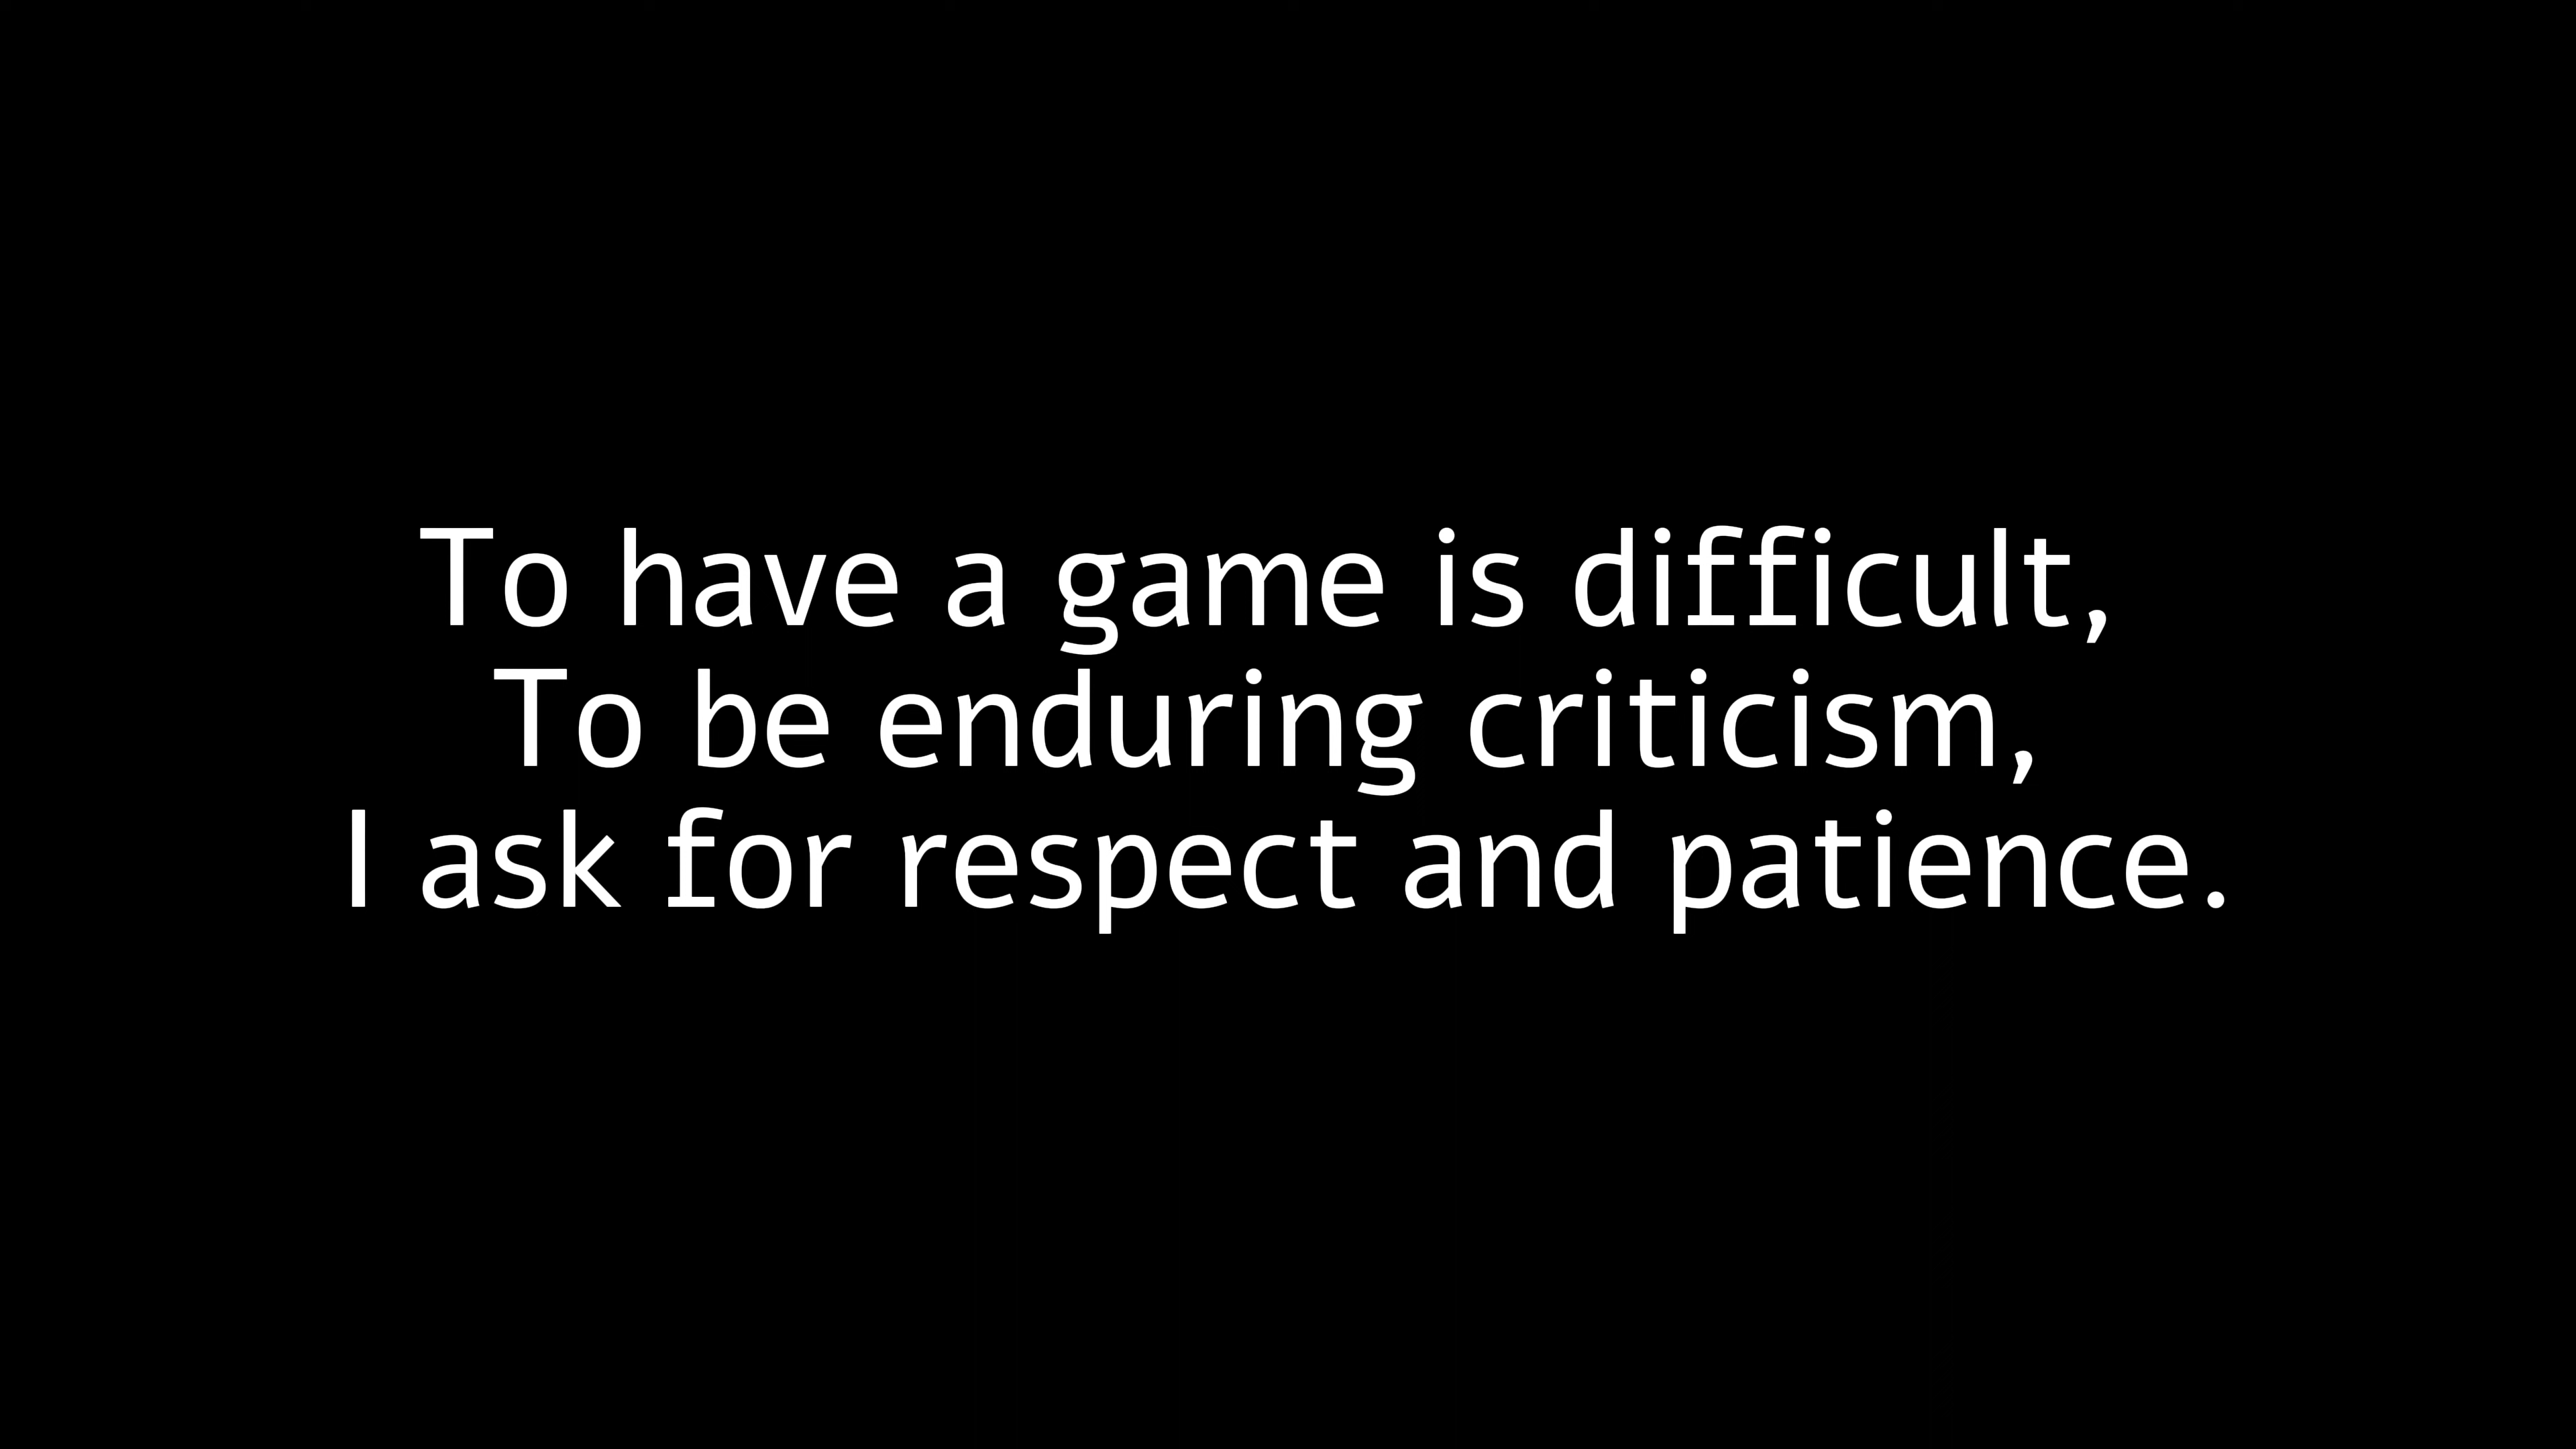 To have a game is difficult,
To be enduring criticism,
I ask for respect and patience.